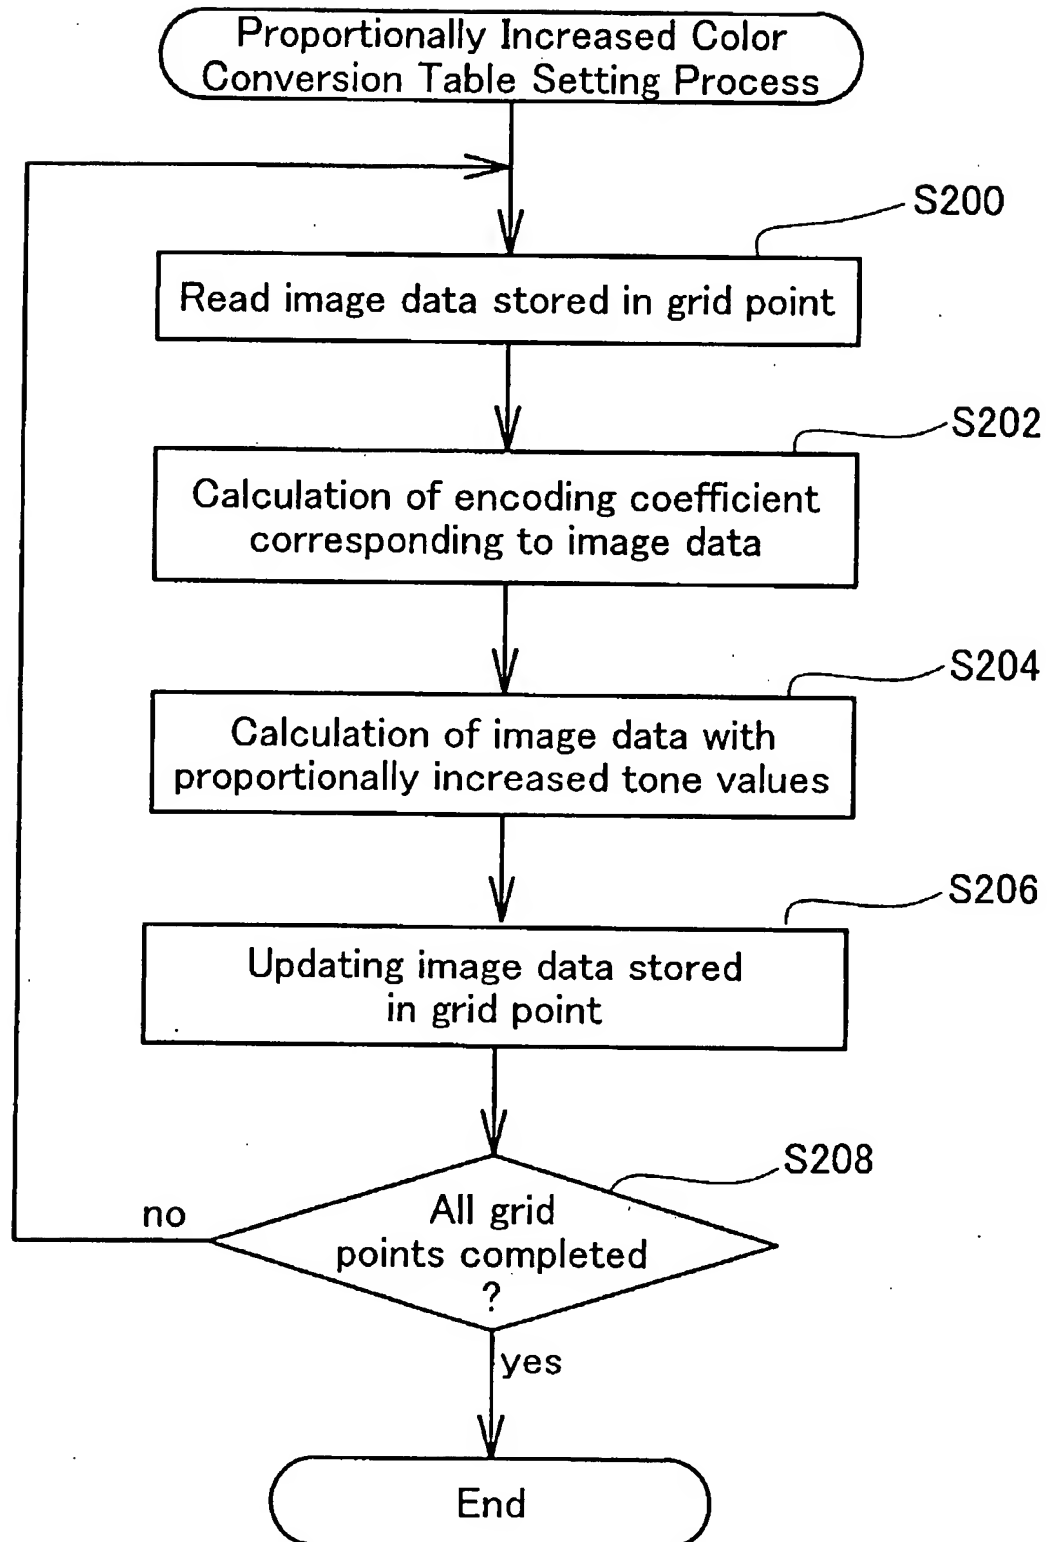 Proportionally Increased Color
Conversion Table Setting Process
S200
Read image data stored in grid point
S202
Calculation of encoding coefficient
corresponding to image data
S204
Calculation of image data with
proportionally increased tone values
S206
Updating image data stored
in grid point
S208
All grid
points completed
?
no
yes
End